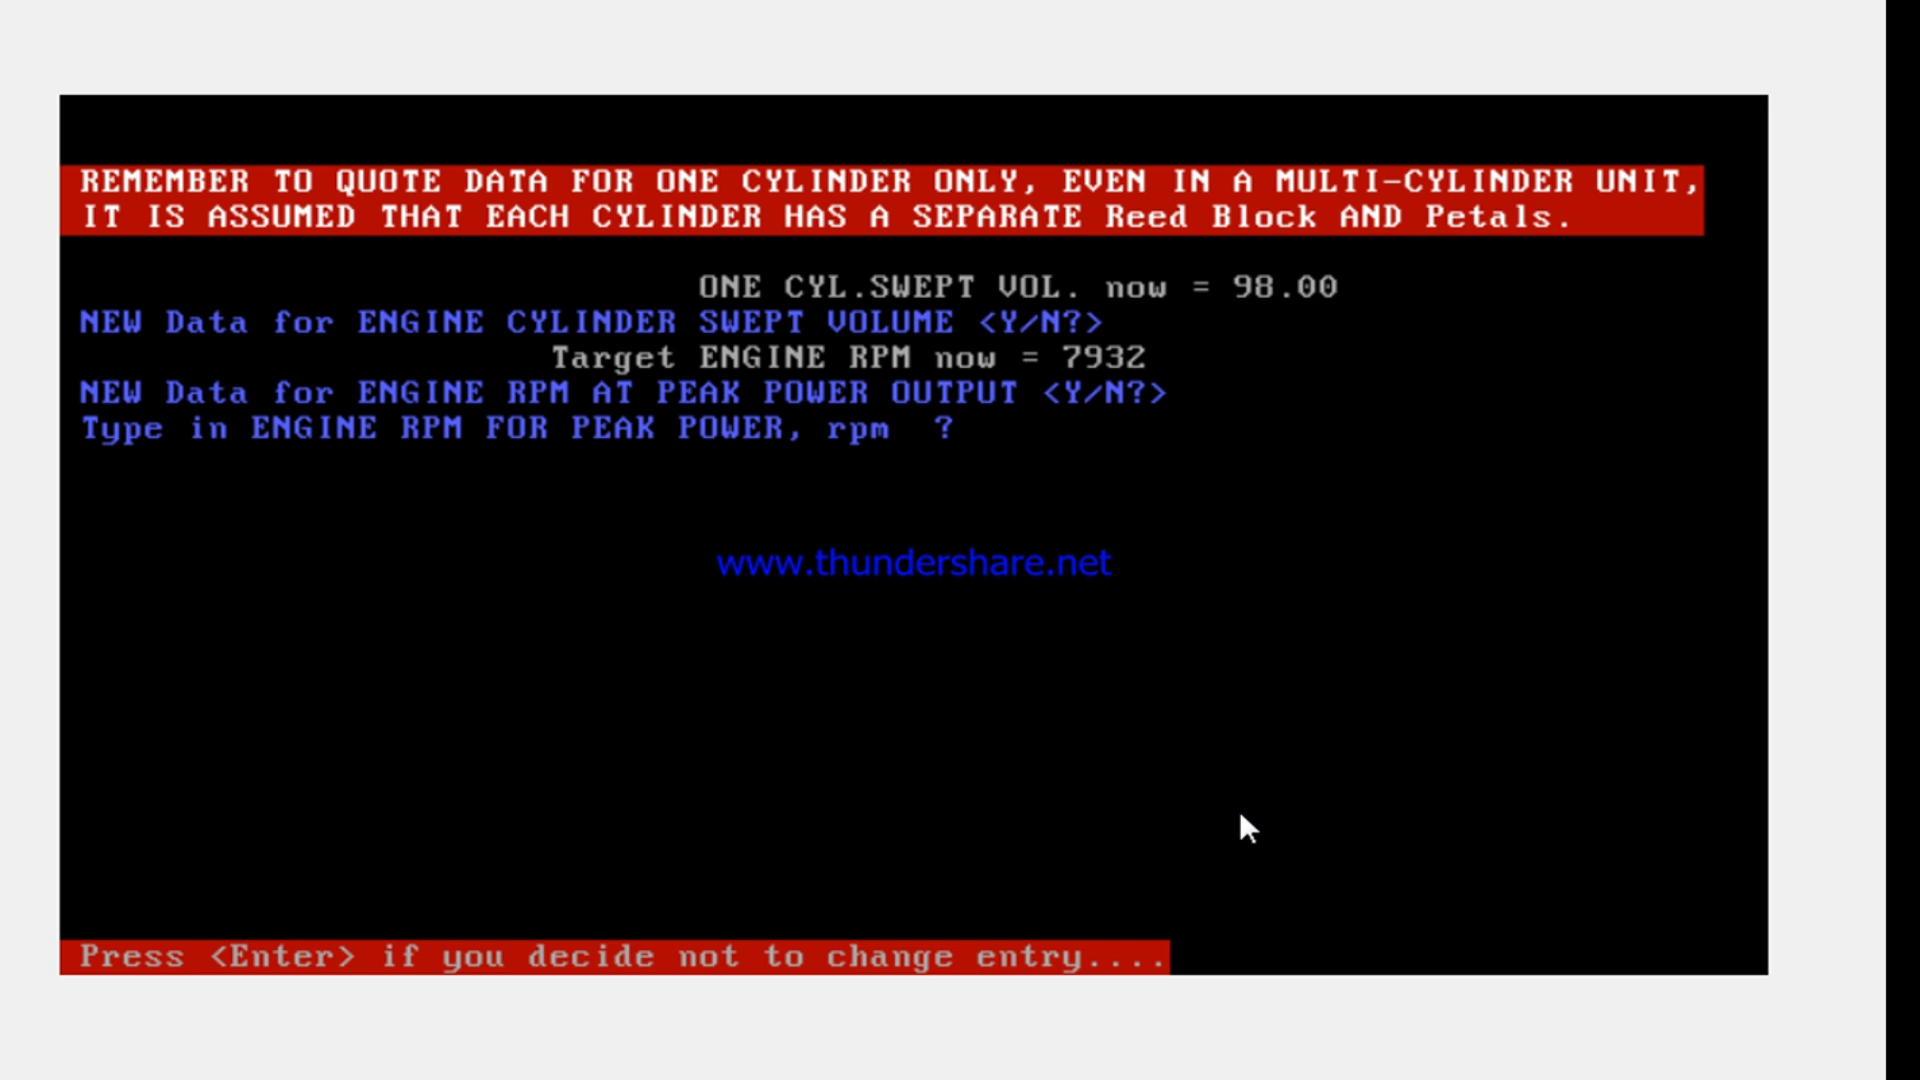 REMEMBER TO QUOTE DATA FOR ONE CYLINDER ONLY, EVEN IN A MULTI-CYLINDER UNIT,
IT IS ASSUMED THAT EACH CYLINDER HAS A SEPARATE Reed Block AND Petals.
ONE CYL.SWEPT VOL. now = 98.00
NEW Data for ENGINE CYLINDER SWEPT VOLUME <Y/N?>
Target ENGINE RPM now = 7932
NEW Data for ENGINE RPM AT PEAK POWER OUTPUT <Y/N?>
Type in ENGINE RPM FOR PEAK POWER, rpm ?
www.thundershare.net
Press <Enter> if you decide not to change entry....